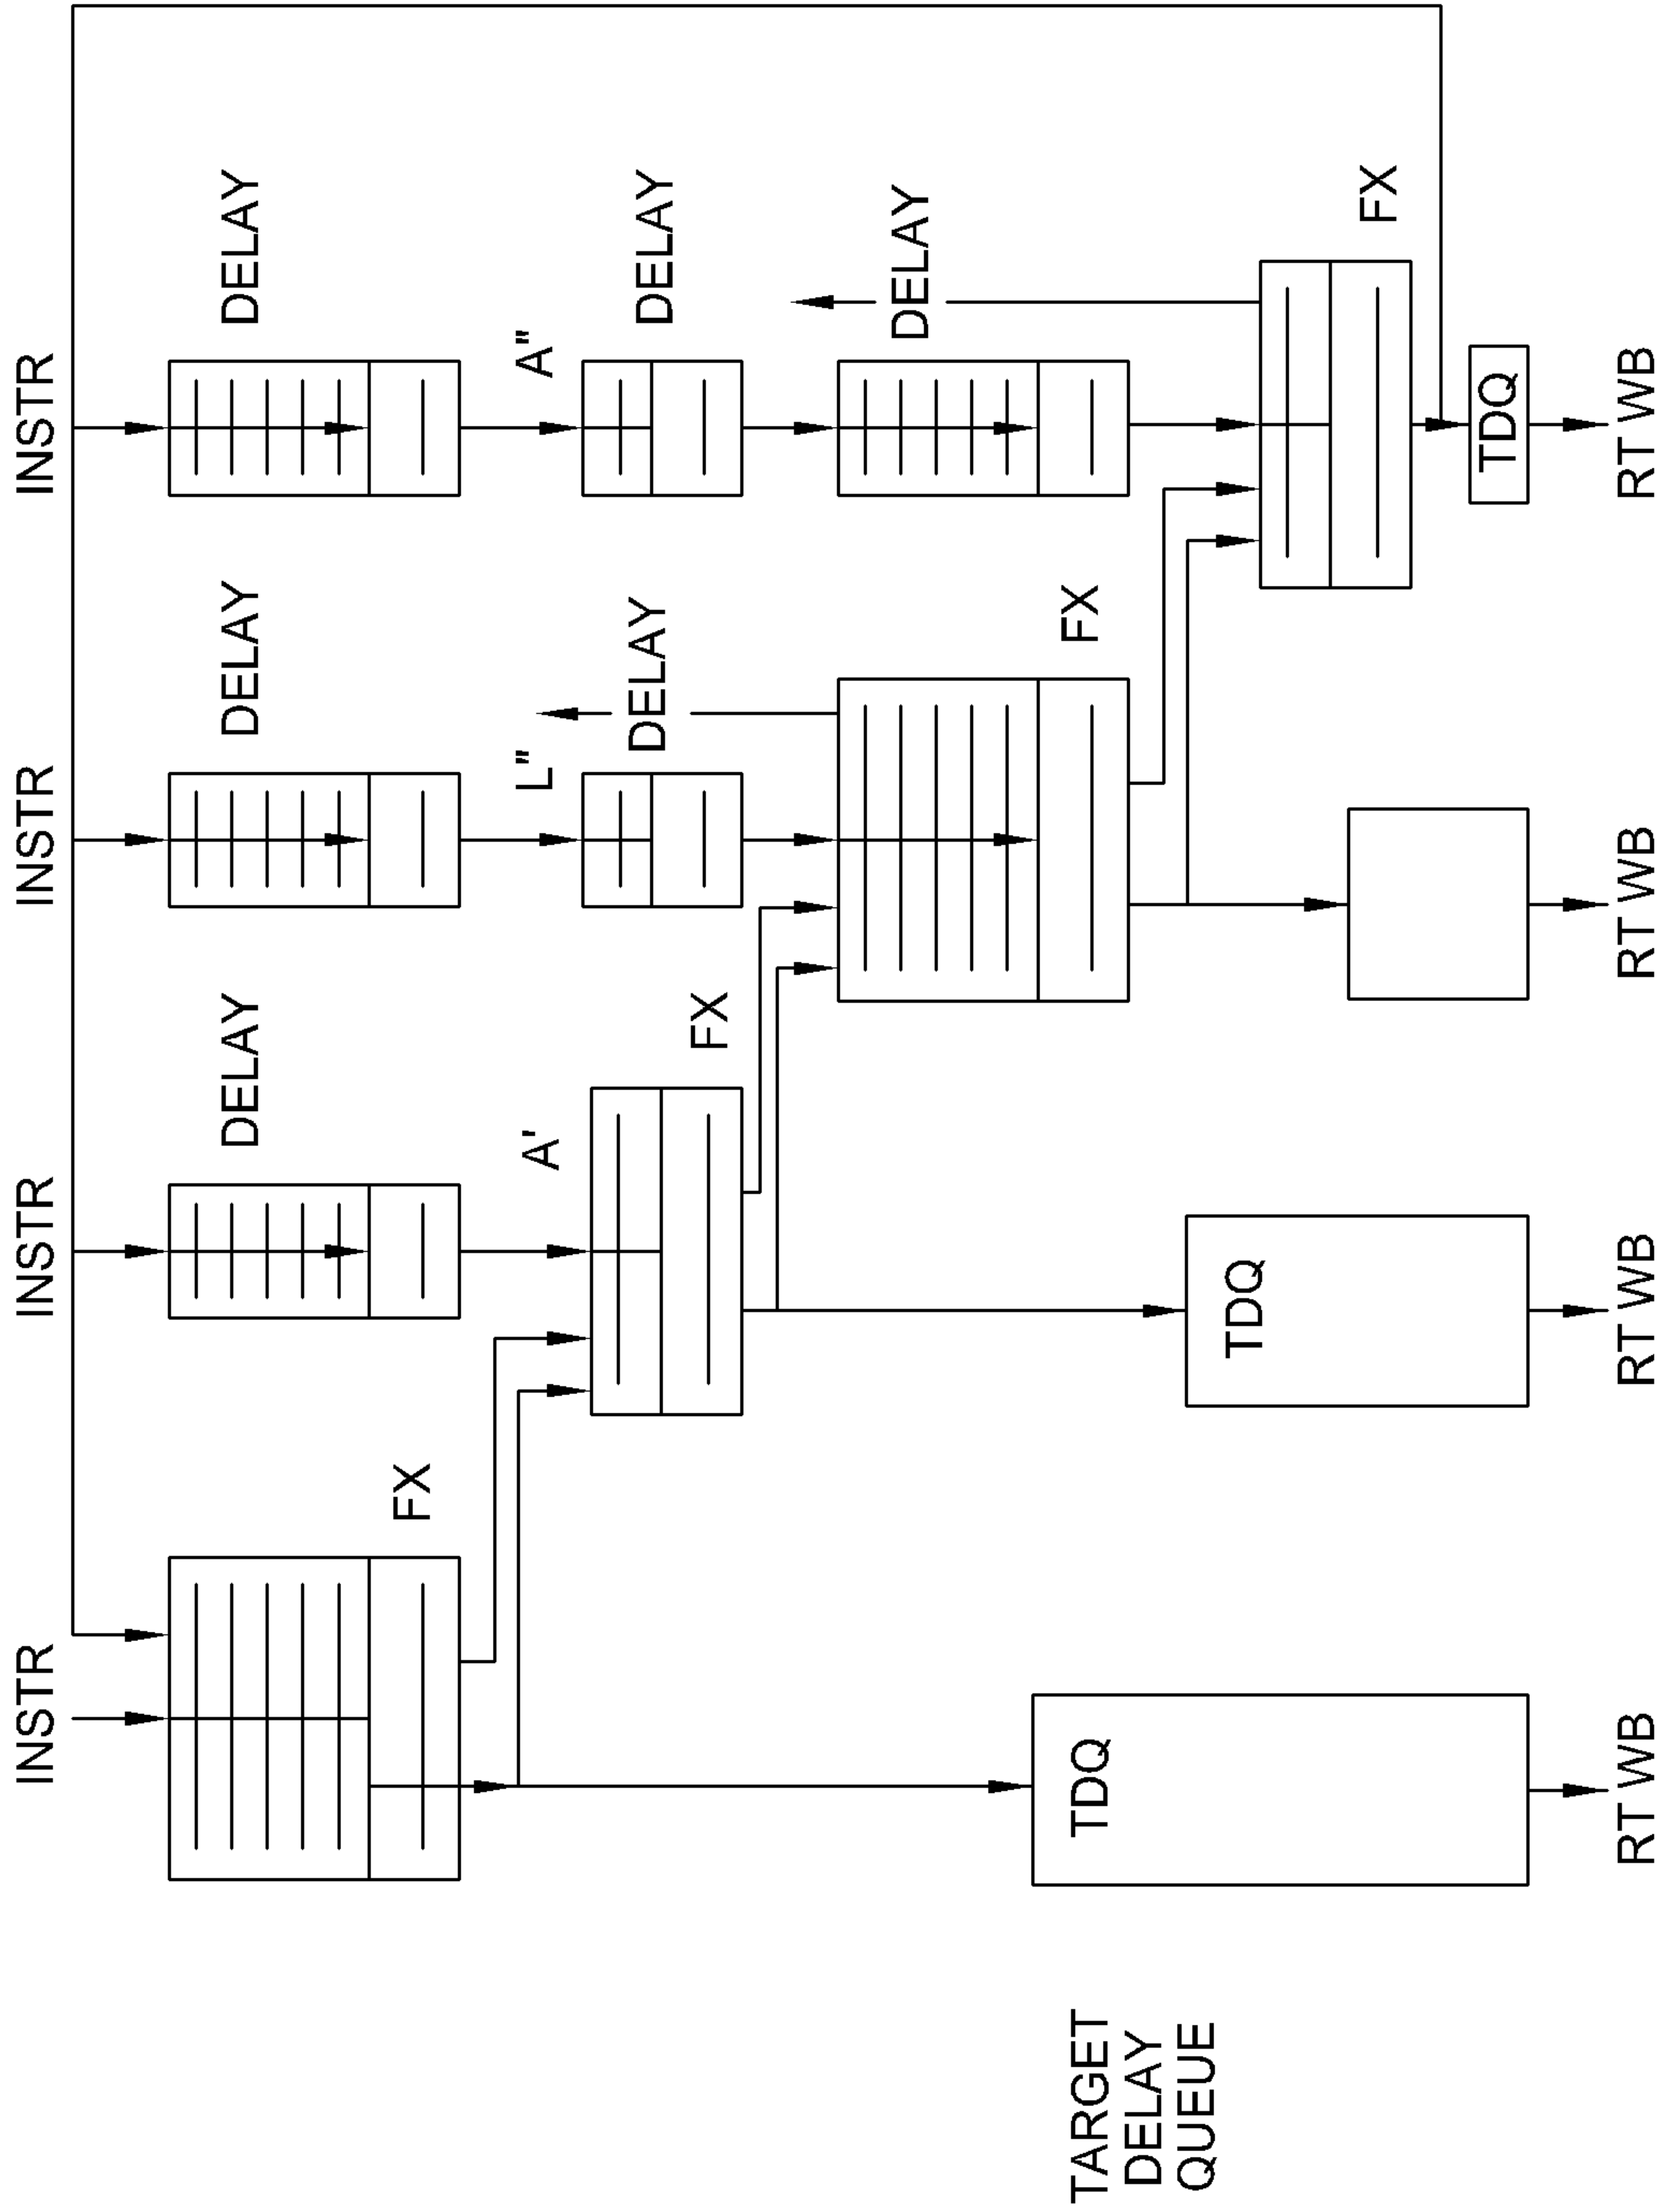 INSTR
INSTR
INSTR
INSTR
DELAY
DELAY
DELAY
FX
A'
L"
A"
FX
DELAY
DELAY
DELAY
FX
FX
TARGET
DELAY
QUEUE
TDQ
TDQ
TDQ
RT WB
RT WB
RT WB
RT WB